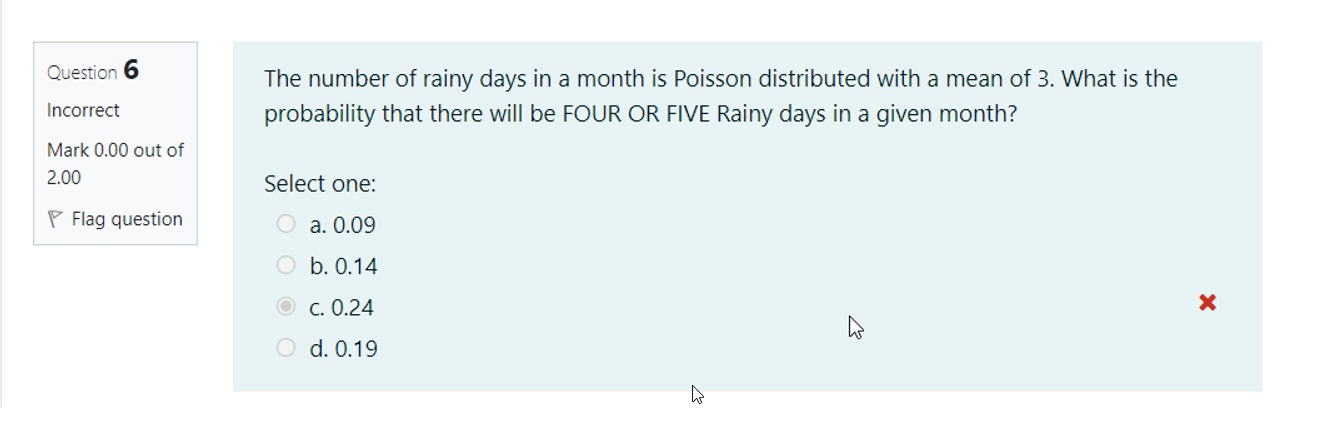 Question 6
Incorrect
Mark 0.00 out of
2.00
Flag question
The number of rainy days in a month is Poisson distributed with a mean of 3. What is the
probability that there will be FOUR OR FIVE Rainy days in a given month?
Select one:
a. 0.09
b. 0.14
c. 0.24
d. 0.19